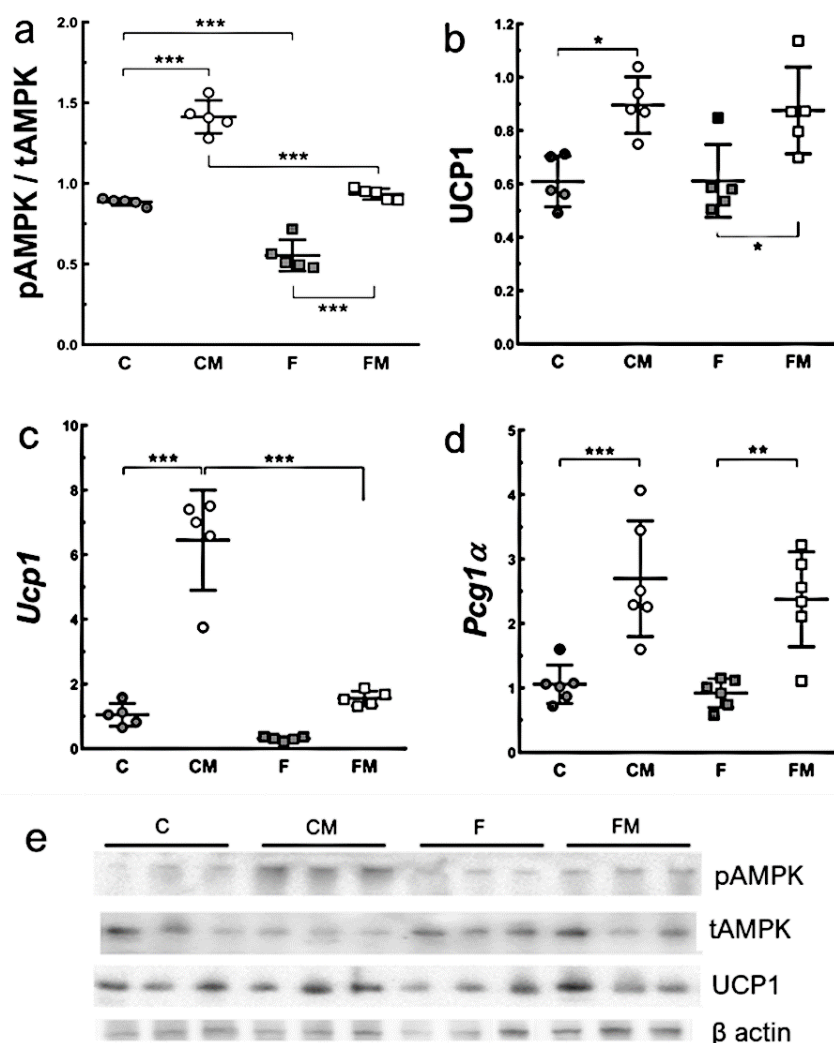 a
pAMPK / tAMPK
2.0
1.5
1.0
0.5
0.0
***
***
***
***
C CM F FM
b
UCP1
1.2
1.0
0.8
0.6
0.4
0.2
0.0
*
*
C CM F FM
c
Ucp1
10
8
6
4
2
0
*** ***
C CM F FM
d
Pcg1α
5
4
3
2
1
0
*** **
C CM F FM
e
C CM F FM
pAMPK
tAMPK
UCP1
β actin